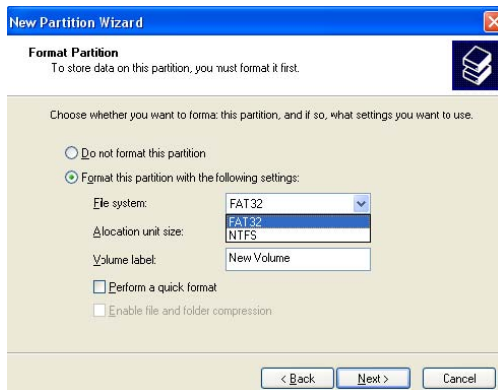 New Partition Wizard
Format Partition
To store data on this partition, you must format it first.
Choose whether you want to format this partition, and if so, what settings you want to use.
Do not format this partition
Format this partition with the following settings:
File system:
FAT32
FAT32
NTFS
Allocation unit size:
Volume label:
New Volume
Perform a quick format
Enable file and folder compression
< Back
Next >
Cancel